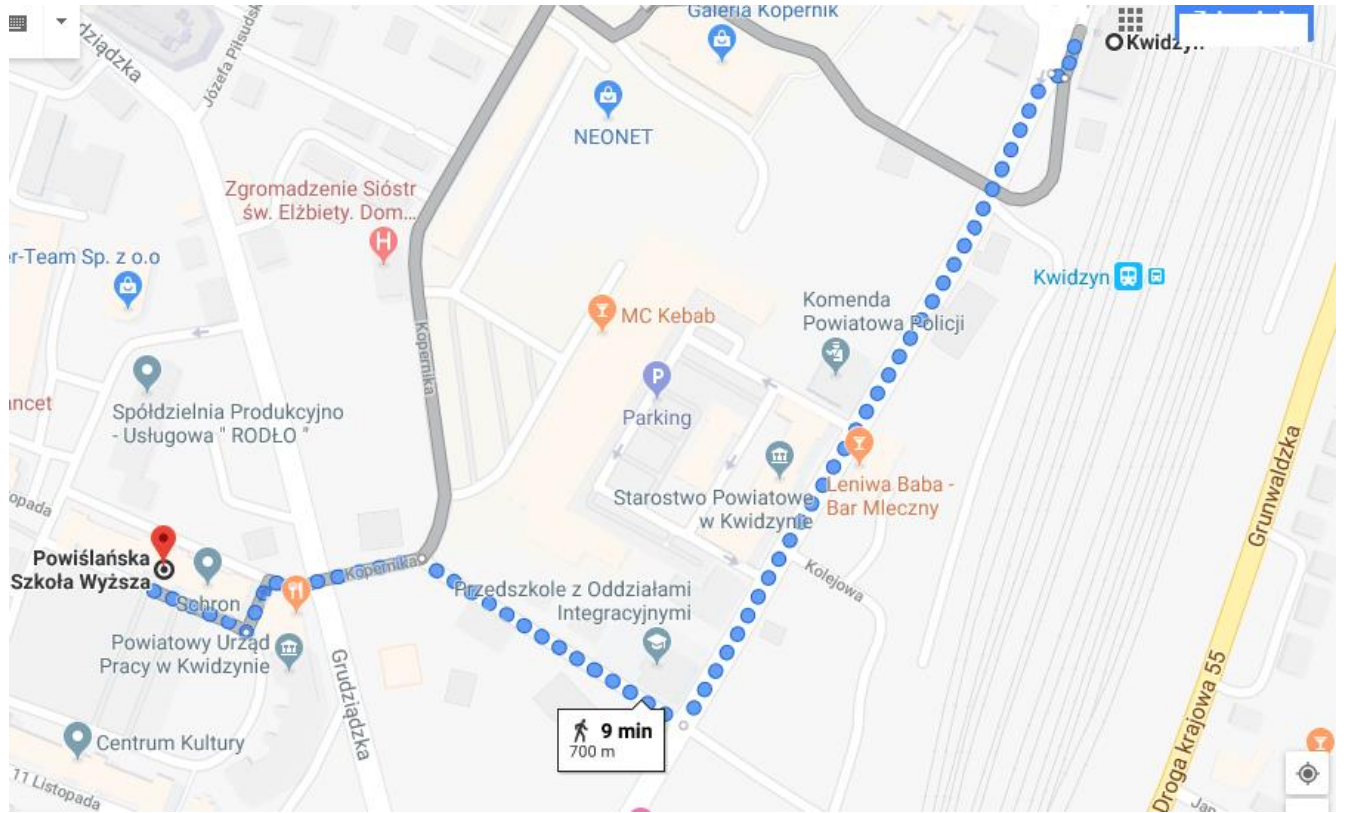 Galeria Kopernik
Kwidzyn
Józefa Piłsudsk
dziądzka
NEONET
Zgromadzenie Sióstr
św. Elżbiety. Dom...
H
er-Team Sp. z o.o
Kwidzyn
Komenda
Powiatowa Policji
MC Kebab
Kopernika
P
Parking
ancet
Spółdzielnia Produkcyjno
- Usługowa " RODŁO "
Grunwaldzka
Starostwo Powiatowe
w Kwidzynie
Leniwa Baba -
Bar Mleczny
opada
Powiślańska
Szkoła Wyższa
Schron
Kopernika
Przedszkole z Oddziałami
Integracyjnymi
Kolejowa
Powiatowy Urząd
Pracy w Kwidzynie
Grudziądzka
9 min
700 m
Centrum Kultury
11 Listopada
Droga krajowa 55
Jan